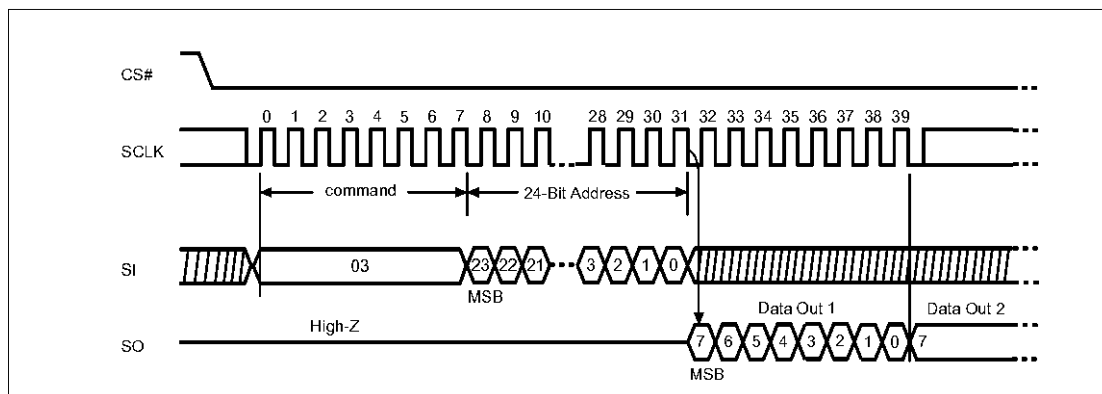 CS#
0 1 2 3 4 5 6 7 8 9 10 28 29 30 31 32 33 34 35 36 37 38 39
SCLK
command 24-Bit Address
SI 03 23 22 21 3 2 1 0
MSB
High-Z Data Out 1 Data Out 2
SO 7 6 5 4 3 2 1 0 7
MSB